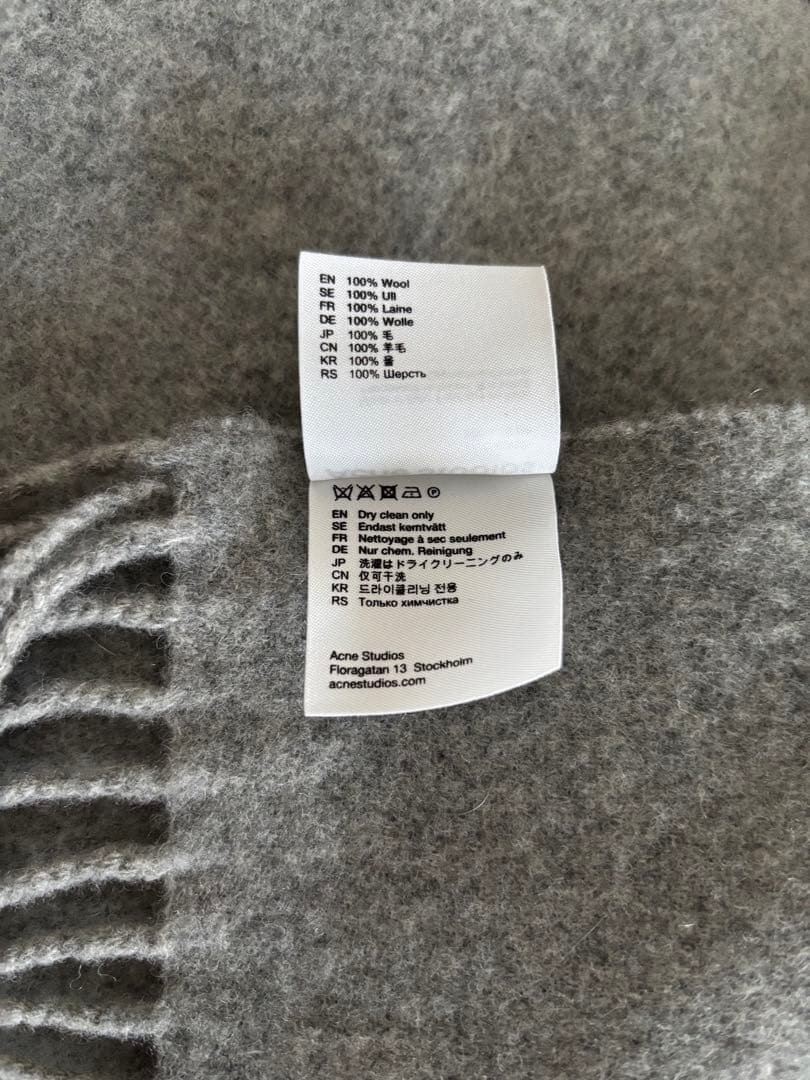 EN 100% Wool
SE 100% Ull
FR 100% Laine
DE 100% Wolle
JP 100% 毛
CN 100% 羊毛
KR 100% 울
RS 100% Шерсть
EN Dry clean only
SE Endast kemtvätt
FR Nettoyage à sec seulement
DE Nur chem. Reinigung
JP 洗濯はドライクリーニングのみ
CN 仅可干洗
KR 드라이클리닝 전용
RS Только химчистка
Acne Studios
Floragatan 13 Stockholm
acnestudios.com